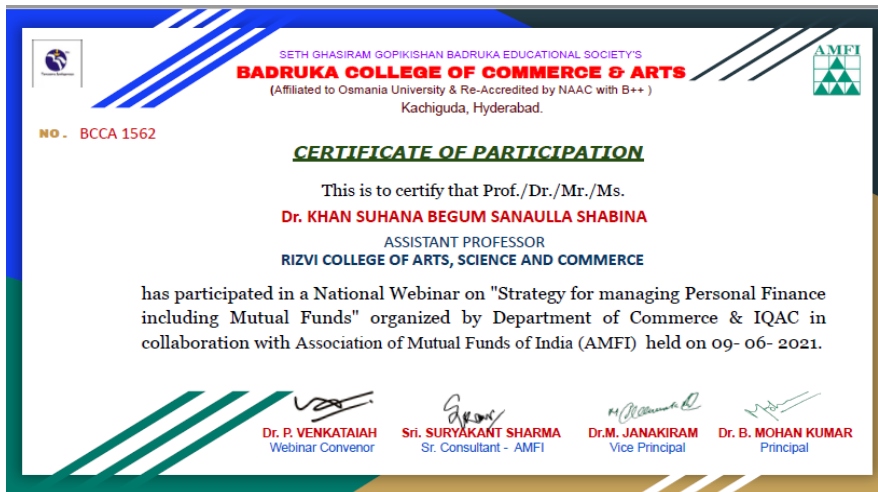 SETH GHASIRAM GOPIKISHAN BADRUKA EDUCATIONAL SOCIETY'S
BADRUKA COLLEGE OF COMMERCE & ARTS
(Affiliated to Osmania University & Re-Accredited by NAAC with B++ )
Kachiguda, Hyderabad.
AMFI
NO. BCCA 1562
CERTIFICATE OF PARTICIPATION
This is to certify that Prof./Dr./Mr./Ms.
Dr. KHAN SUHANA BEGUM SANAULLA SHABINA
ASSISTANT PROFESSOR
RIZVI COLLEGE OF ARTS, SCIENCE AND COMMERCE
has participated in a National Webinar on "Strategy for managing Personal Finance
including Mutual Funds" organized by Department of Commerce & IQAC in
collaboration with Association of Mutual Funds of India (AMFI) held on 09- 06- 2021.
Dr. P. VENKATAIAH Sri. SURYAKANT SHARMA Dr.M. JANAKIRAM Dr. B. MOHAN KUMAR
Webinar Convenor Sr. Consultant - AMFI Vice Principal Principal